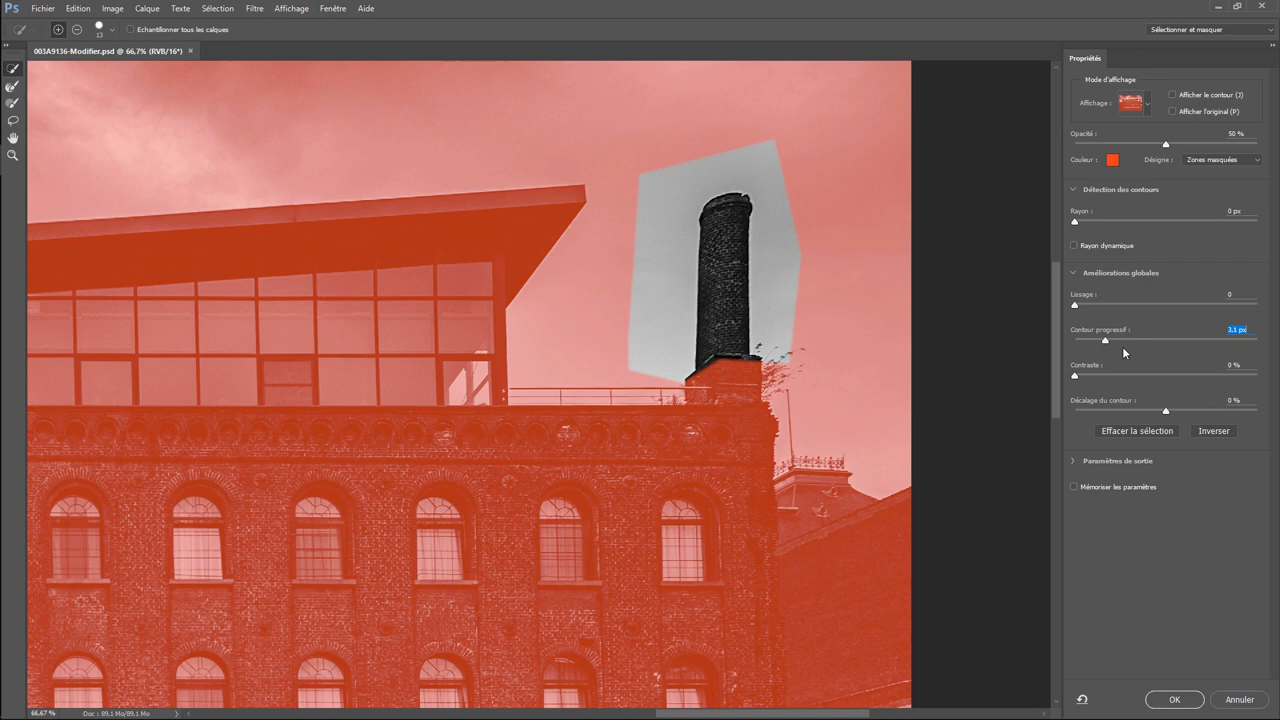 Ps Fichier Edition Image Calque Texte Sélection Filtre Affichage Fenêtre Aide
13 Echantillonner tous les calques Sélectionner et masquer
003A9136-Modifier.psd @ 66,7% (RVB/16*) ×
Propriétés
Mode d'affichage
Affichage : Afficher le contour (J)
Afficher l'original (P)
Opacité : 50 %
Couleur : Désigne : Zones masquées
Détection des contours
Rayon : 0 px
Rayon dynamique
Améliorations globales
Lissage : 0
Contour progressif : 3,1 px
Contraste : 0 %
Décalage du contour : 0 %
Effacer la sélection Inverser
Paramètres de sortie
Mémoriser les paramètres
OK Annuler
66,67 % Doc : 89,1 Mo/89,1 Mo